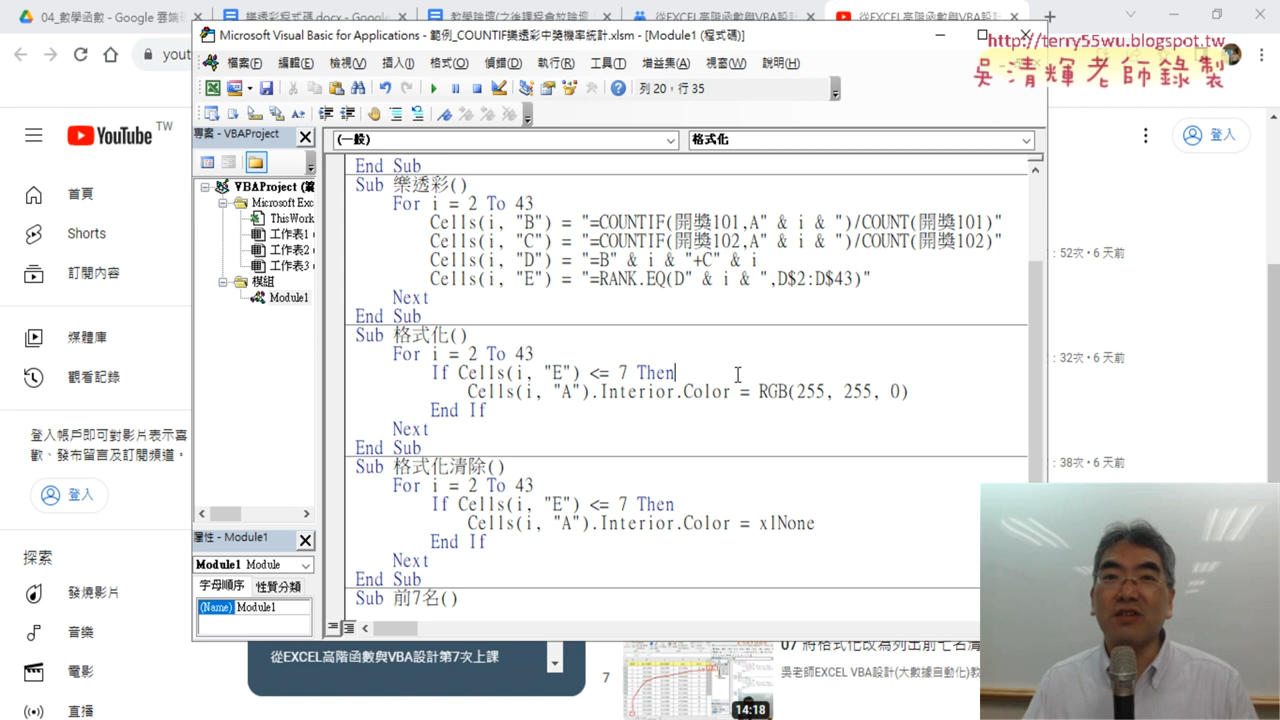 04_數學函數 - Google 雲端
樂透彩程式碼.docx - Google
教學論壇(之後課程會放論壇
從EXCEL高階函數與VBA設計
從EXCEL高階函數與VBA設計
Microsoft Visual Basic for Applications - 範例_COUNTIF樂透彩中獎機率統計.xlsm - [Module1 (程式碼)]
http://terry55wu.blogspot.tw
吳清輝老師錄製
yout
檔案(F) 編輯(E) 檢視(V) 插入(I) 格式(O) 偵錯(D) 執行(R) 工具(T) 增益集(A) 視窗(W) 說明(H)
列 20，行 35
YouTube TW
登入
專案 - VBAProject
(一般)
格式化
VBAProject (範
Microsoft Exc
ThisWork
工作表1
工作表2
工作表3
模組
Module1
End Sub
Sub 樂透彩()
For i = 2 To 43
Cells(i, "B") = "=COUNTIF(開獎101,A" & i & ")/COUNT(開獎101)"
Cells(i, "C") = "=COUNTIF(開獎102,A" & i & ")/COUNT(開獎102)"
Cells(i, "D") = "=B" & i & "+C" & i
Cells(i, "E") = "=RANK.EQ(D" & i & ",D$2:D$43)"
Next
End Sub
Sub 格式化()
For i = 2 To 43
If Cells(i, "E") <= 7 Then
Cells(i, "A").Interior.Color = RGB(255, 255, 0)
End If
Next
End Sub
Sub 格式化清除()
For i = 2 To 43
If Cells(i, "E") <= 7 Then
Cells(i, "A").Interior.Color = xlNone
End If
Next
End Sub
Sub 前7名()
屬性 - Module1
Module1 Module
字母順序 性質分類
(Name) Module1
首頁
Shorts
訂閱內容
媒體庫
觀看記錄
登入帳戶即可對影片表示喜
歡、發布留言及訂閱頻道。
登入
探索
發燒影片
音樂
電影
直播
: 52次 • 6 天前
: 32次 • 6 天前
: 38次 • 6 天前
從EXCEL高階函數與VBA設計第7次上課
7
14:18
07 將格式化改為列出前七名清
吳老師EXCEL VBA設計(大數據自動化)教